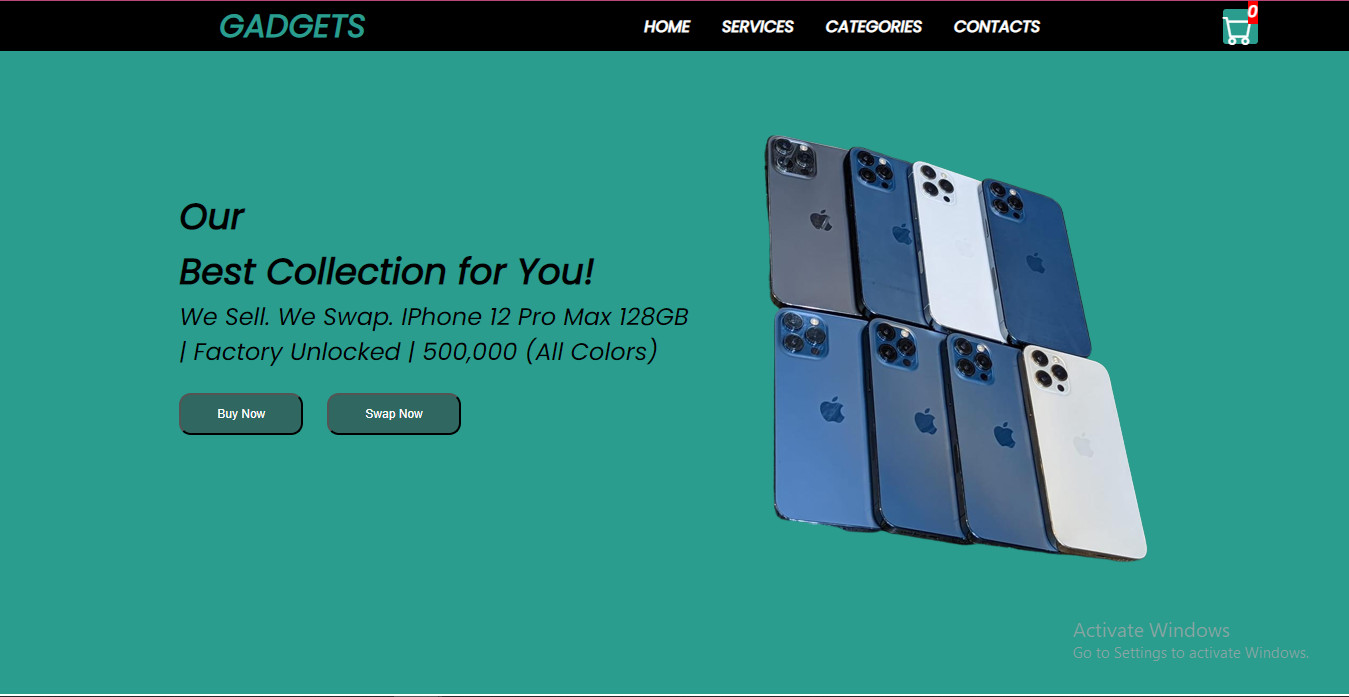 GADGETS
HOME SERVICES CATEGORIES CONTACTS
0
Our
Best Collection for You!
We Sell. We Swap. IPhone 12 Pro Max 128GB
| Factory Unlocked | 500,000 (All Colors)
Buy Now Swap Now
Activate Windows
Go to Settings to activate Windows.